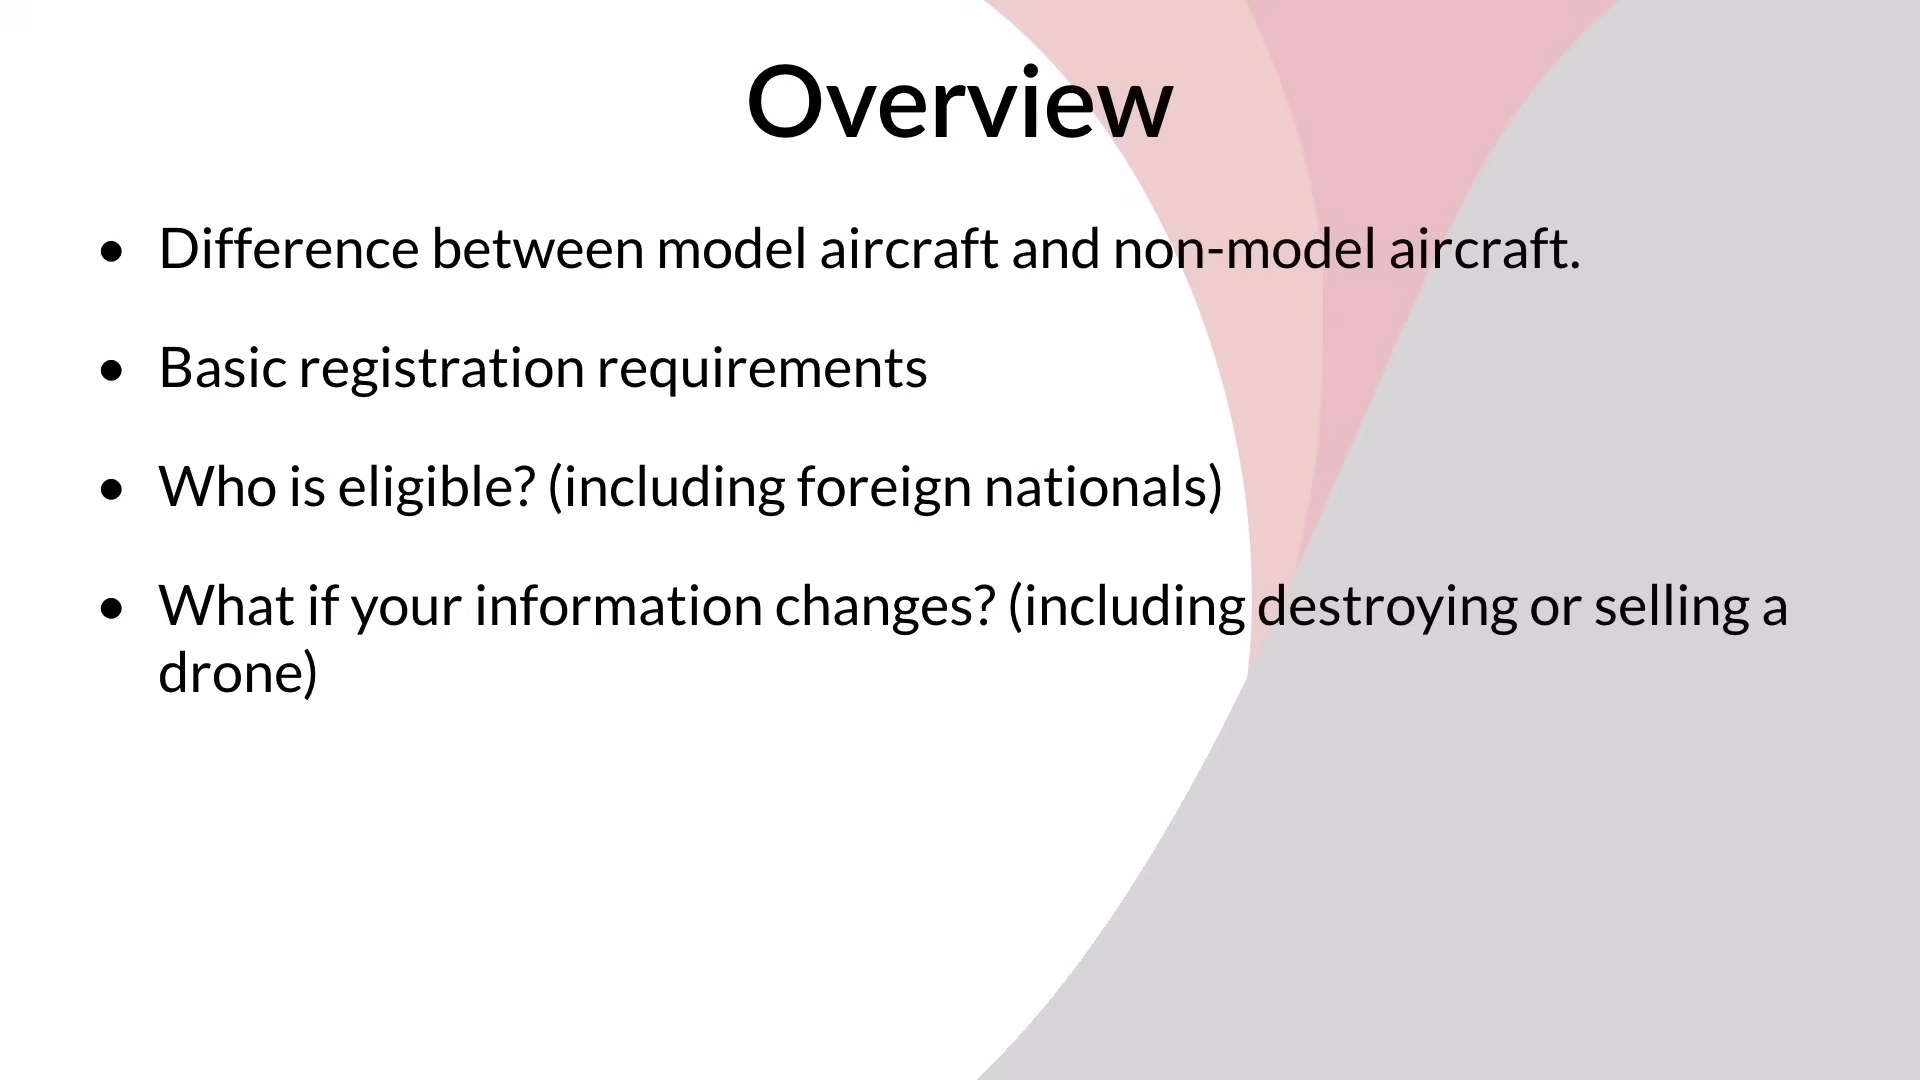 Overview
• Difference between model aircraft and non-model aircraft.
• Basic registration requirements
• Who is eligible? (including foreign nationals)
• What if your information changes? (including destroying or selling a
drone)